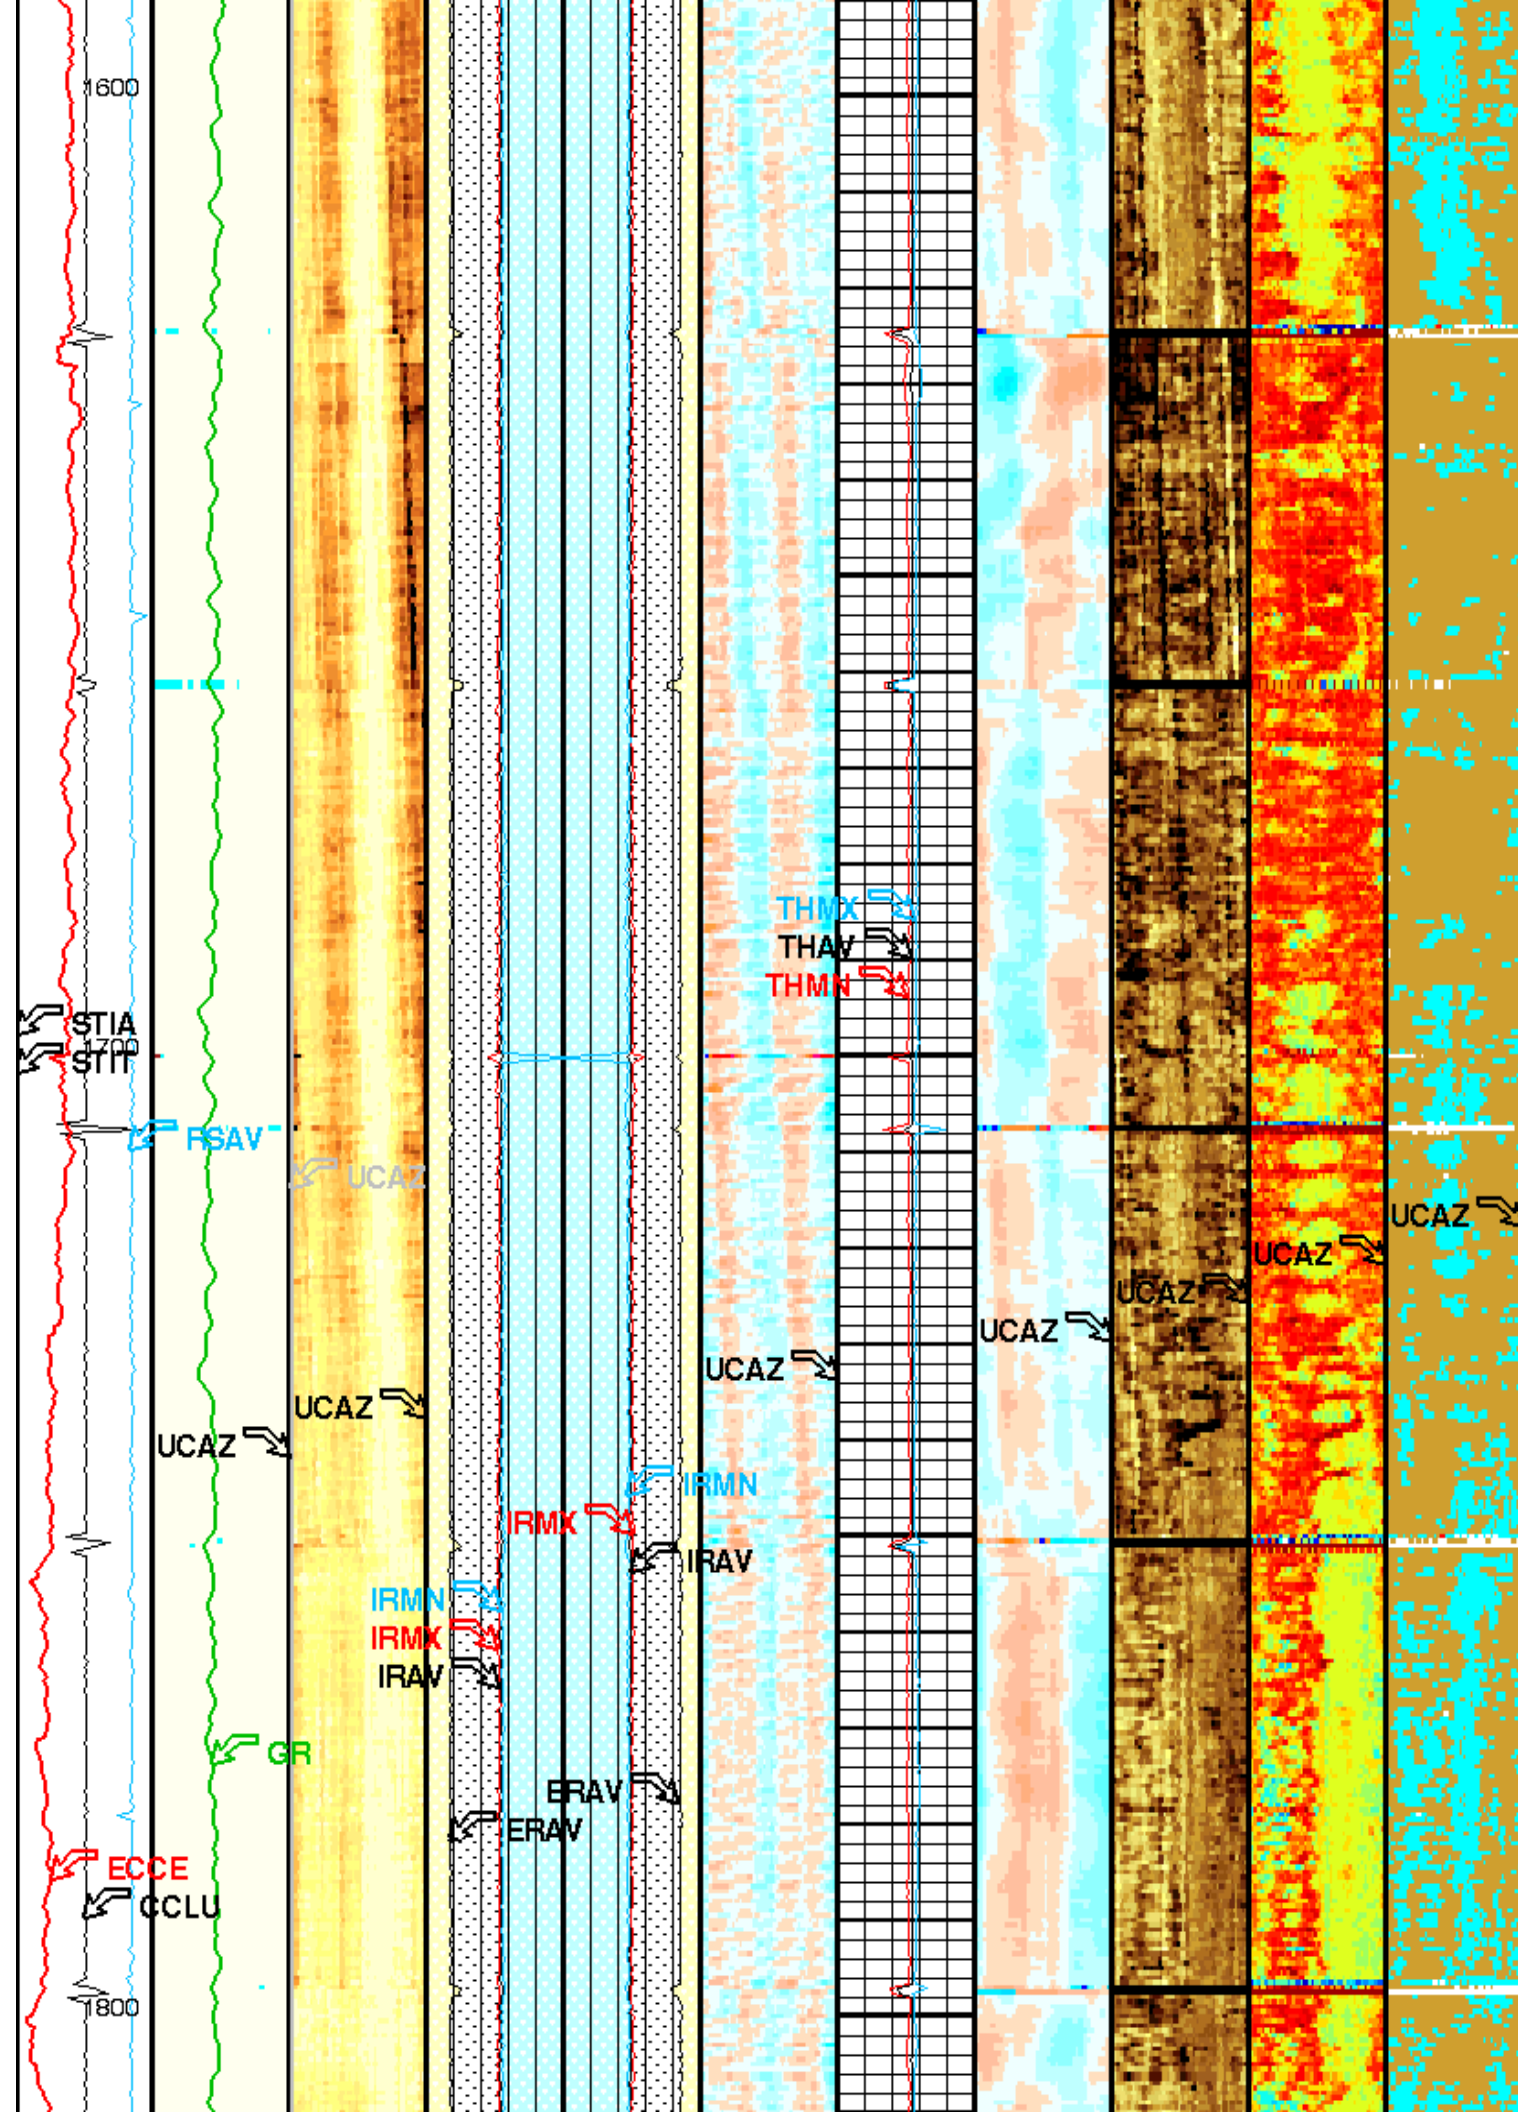 1600
THMX
THAV
THMN
STIA
1700
STIT
RSAV
UCAZ
UCAZ
UCAZ
UCAZ
UCAZ
UCAZ
UCAZ
UCAZ
IRMN
IRMX
IRAV
IRMN
IRMX
IRAV
GR
ERAV
ERAV
ECCE
CCLU
1800